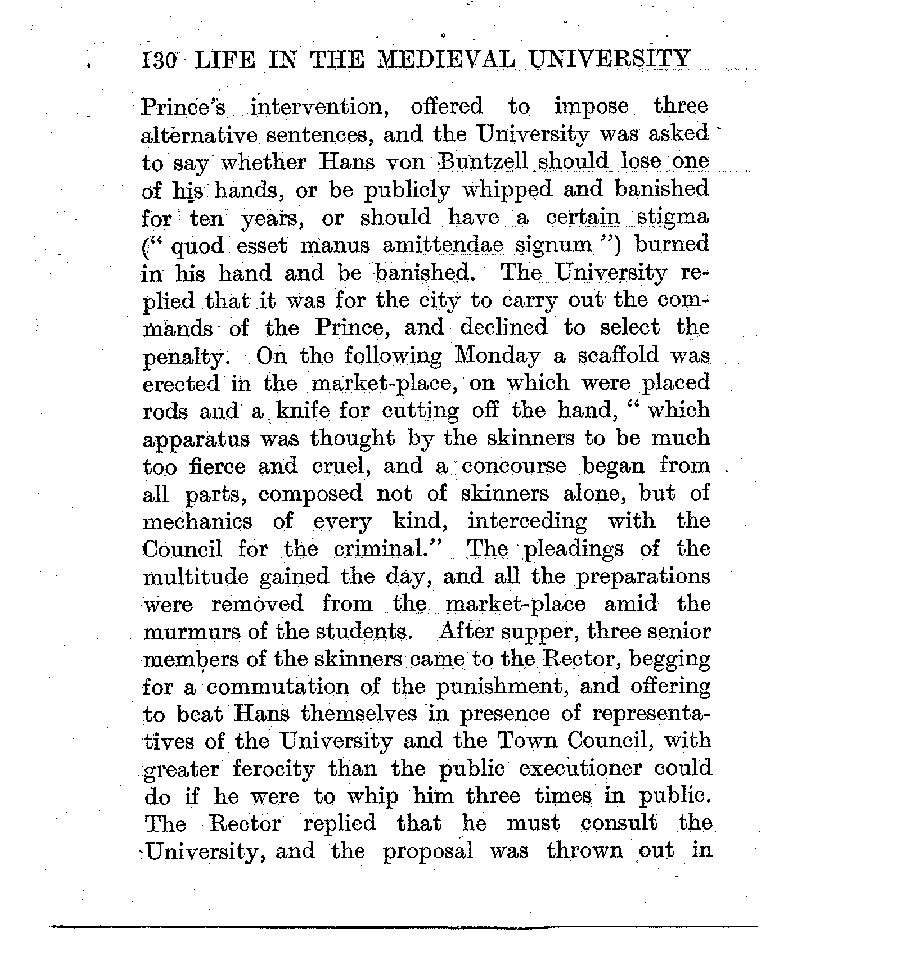 130 LIFE IN THE MEDIEVAL UNIVERSITY
Prince's intervention, offered to impose three
alternative sentences, and the University was asked
to say whether Hans von Buntzell should lose one
of his hands, or be publicly whipped and banished
for ten years, or should have a certain stigma
(“ quod esset manus amittendae signum ”) burned
in his hand and be banished. The University re-
plied that it was for the city to carry out the com-
mands of the Prince, and declined to select the
penalty. On the following Monday a scaffold was
erected in the market-place, on which were placed
rods and a knife for cutting off the hand, “ which
apparatus was thought by the skinners to be much
too fierce and cruel, and a concourse began from
all parts, composed not of skinners alone, but of
mechanics of every kind, interceding with the
Council for the criminal.” The pleadings of the
multitude gained the day, and all the preparations
were removed from the market-place amid the
murmurs of the students. After supper, three senior
members of the skinners came to the Rector, begging
for a commutation of the punishment, and offering
to beat Hans themselves in presence of representa-
tives of the University and the Town Council, with
greater ferocity than the public executioner could
do if he were to whip him three times in public.
The Rector replied that he must consult the
University, and the proposal was thrown out in